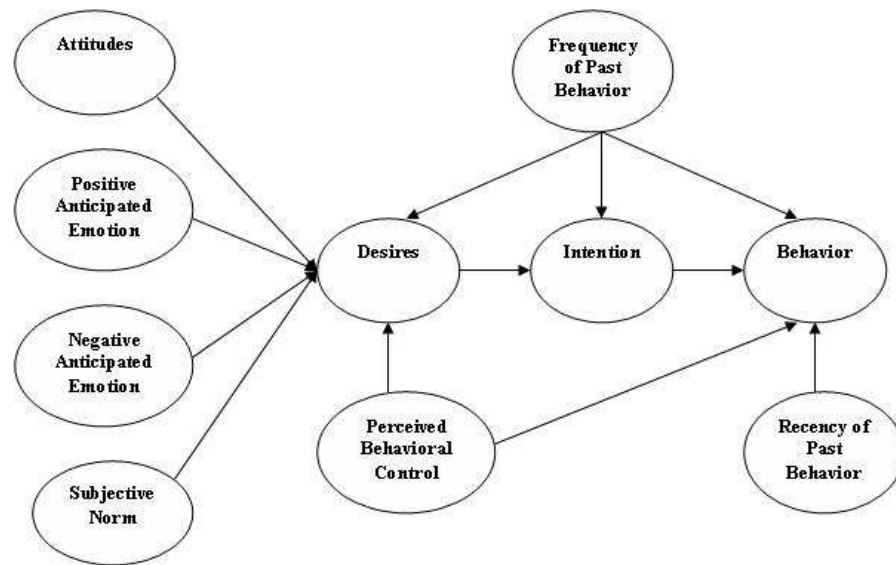 Attitudes
Positive
Anticipated
Emotion
Negative
Anticipated
Emotion
Subjective
Norm
Frequency
of Past
Behavior
Desires
Intention
Behavior
Perceived
Behavioral
Control
Recency of
Past
Behavior